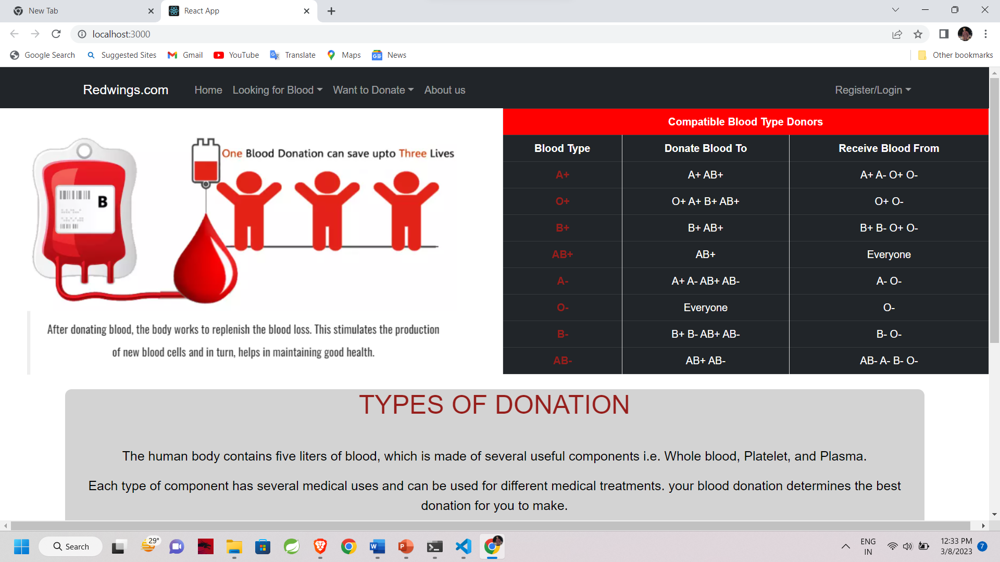 New Tab
React App
localhost:3000
Google Search Suggested Sites Gmail YouTube Translate Maps News Other bookmarks
Redwings.com Home Looking for Blood Want to Donate About us Register/Login
One Blood Donation can save upto Three Lives
B
After donating blood, the body works to replenish the blood loss. This stimulates the production
of new blood cells and in turn, helps in maintaining good health.
Compatible Blood Type Donors
Blood Type Donate Blood To Receive Blood From
A+ A+ AB+ A+ A- O+ O-
O+ O+ A+ B+ AB+ O+ O-
B+ B+ AB+ B+ B- O+ O-
AB+ AB+ Everyone
A- A+ A- AB+ AB- A- O-
O- Everyone O-
B- B+ B- AB+ AB- B- O-
AB- AB+ AB- AB- A- B- O-
TYPES OF DONATION
The human body contains five liters of blood, which is made of several useful components i.e. Whole blood, Platelet, and Plasma.
Each type of component has several medical uses and can be used for different medical treatments. your blood donation determines the best
donation for you to make.
Search
29°
ENG
IN
12:33 PM
3/8/2023
7